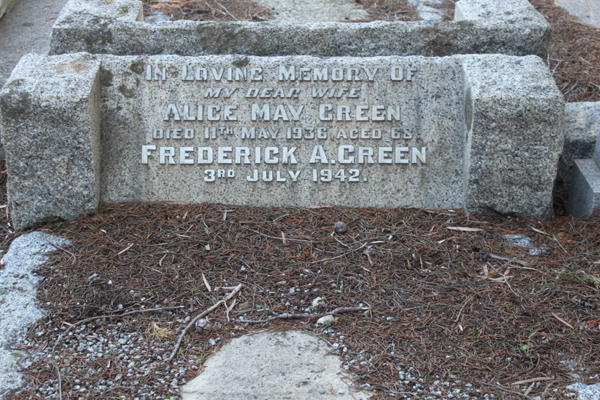 IN LOVING MEMORY OF
MY DEAR WIFE
ALICE MAY GREEN
DIED 11TH MAY 1936 AGED 68.
FREDERICK A. GREEN
3RD JULY 1942.